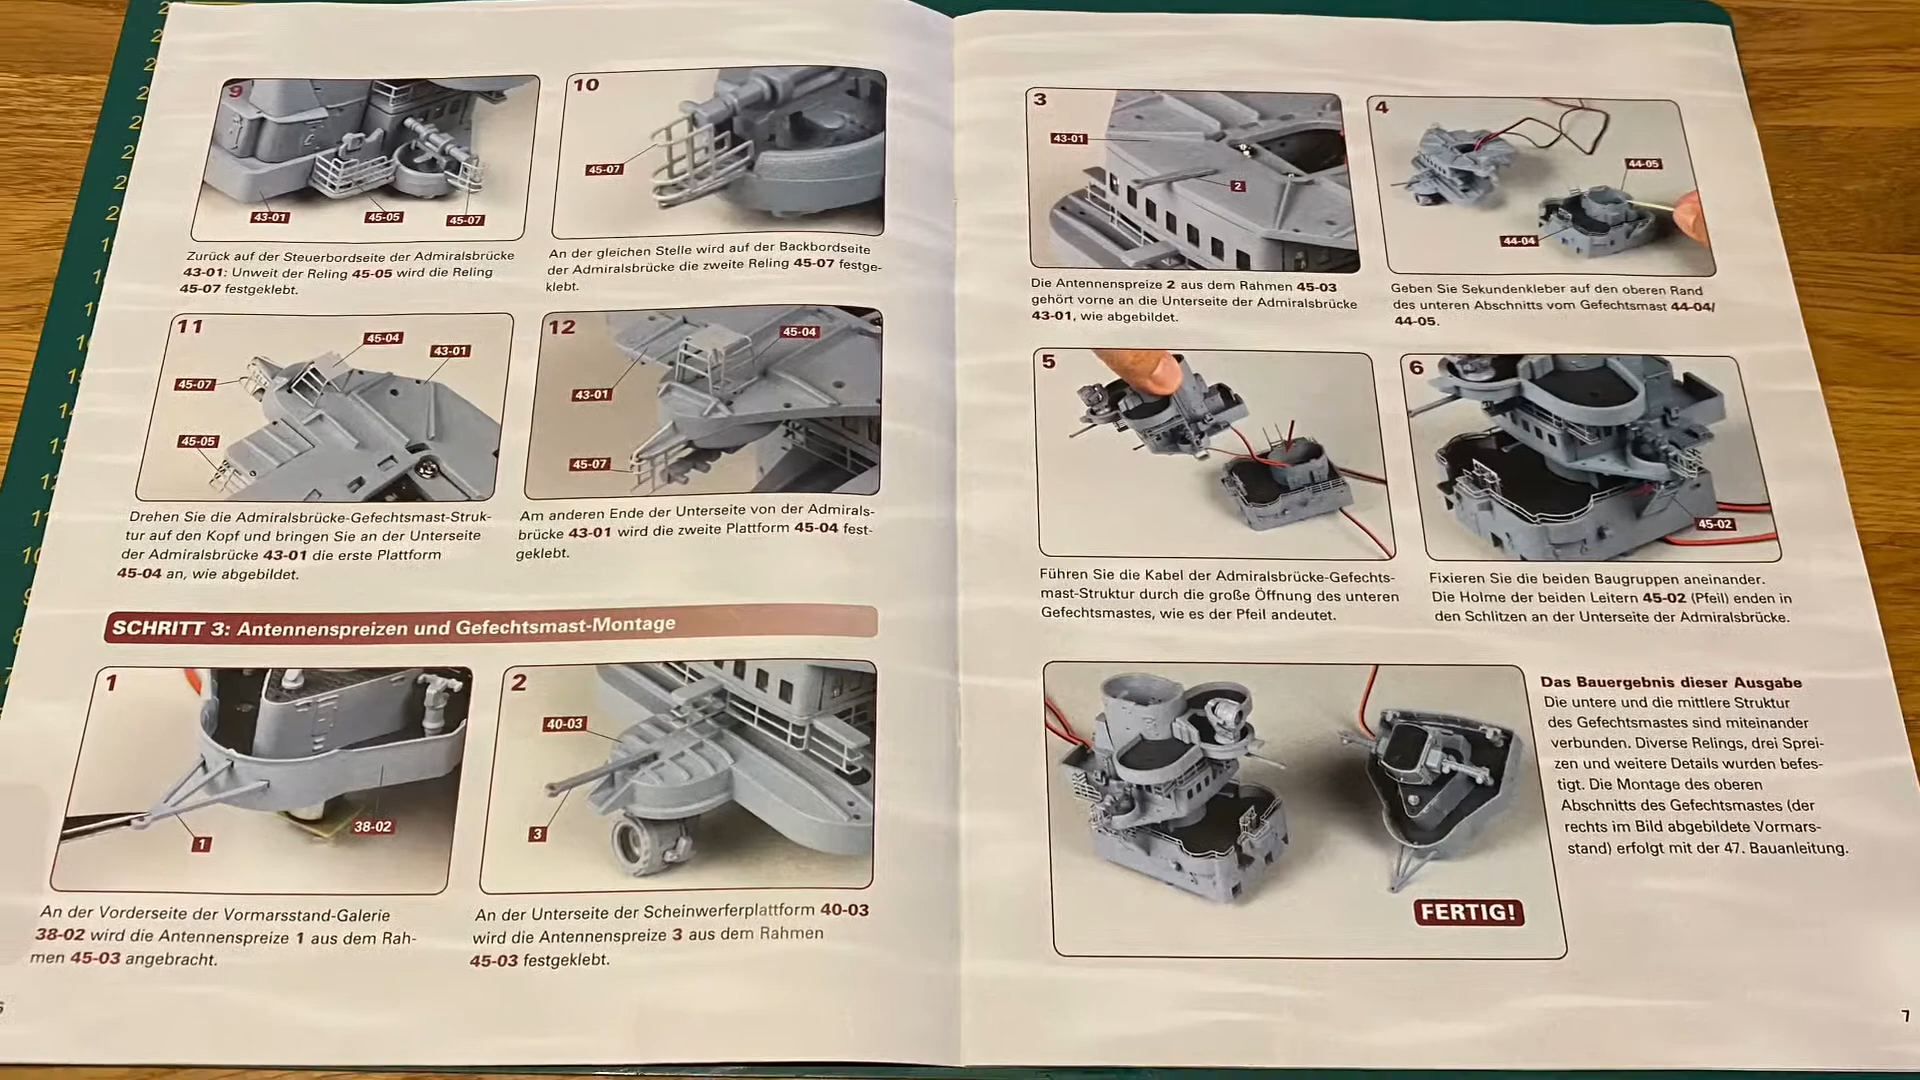 9
43-01
45-05
45-07
Zurück auf der Steuerbordseite der Admiralsbrücke
43-01: Unweit der Reling 45-05 wird die Reling
45-07 festgeklebt.
10
45-07
An der gleichen Stelle wird auf der Backbordseite
der Admiralsbrücke die zweite Reling 45-07 festge-
klebt.
11
45-04
43-01
45-07
45-05
Drehen Sie die Admiralsbrücke-Gefechtsmast-Struk-
tur auf den Kopf und bringen Sie an der Unterseite
der Admiralsbrücke 43-01 die erste Plattform
45-04 an, wie abgebildet.
12
45-04
43-01
45-07
Am anderen Ende der Unterseite von der Admirals-
brücke 43-01 wird die zweite Plattform 45-04 fest-
geklebt.
SCHRITT 3: Antennenspreizen und Gefechtsmast-Montage
1
38-02
1
An der Vorderseite der Vormarsstand-Galerie
38-02 wird die Antennenspreize 1 aus dem Rah-
men 45-03 angebracht.
2
40-03
3
An der Unterseite der Scheinwerferplattform 40-03
wird die Antennenspreize 3 aus dem Rahmen
45-03 festgeklebt.
3
43-01
2
Die Antennenspreize 2 aus dem Rahmen 45-03
gehört vorne an die Unterseite der Admiralsbrücke
43-01, wie abgebildet.
4
44-05
44-04
Geben Sie Sekundenkleber auf den oberen Rand
des unteren Abschnitts vom Gefechtsmast 44-04/
44-05.
5
Führen Sie die Kabel der Admiralsbrücke-Gefechts-
mast-Struktur durch die große Öffnung des unteren
Gefechtsmastes, wie es der Pfeil andeutet.
6
45-02
Fixieren Sie die beiden Baugruppen aneinander.
Die Holme der beiden Leitern 45-02 (Pfeil) enden in
den Schlitzen an der Unterseite der Admiralsbrücke.
FERTIG!
Das Bauergebnis dieser Ausgabe
Die untere und die mittlere Struktur
des Gefechtsmastes sind miteinander
verbunden. Diverse Relings, drei Sprei-
zen und weitere Details wurden befes-
tigt. Die Montage des oberen
Abschnitts des Gefechtsmastes (der
rechts im Bild abgebildete Vormars-
stand) erfolgt mit der 47. Bauanleitung.
7